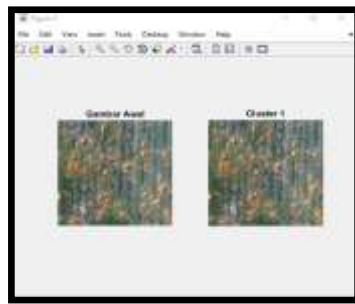 Figure 1
File Edit View Insert Tools Desktop Window Help
Gambar Awal Cluster 1